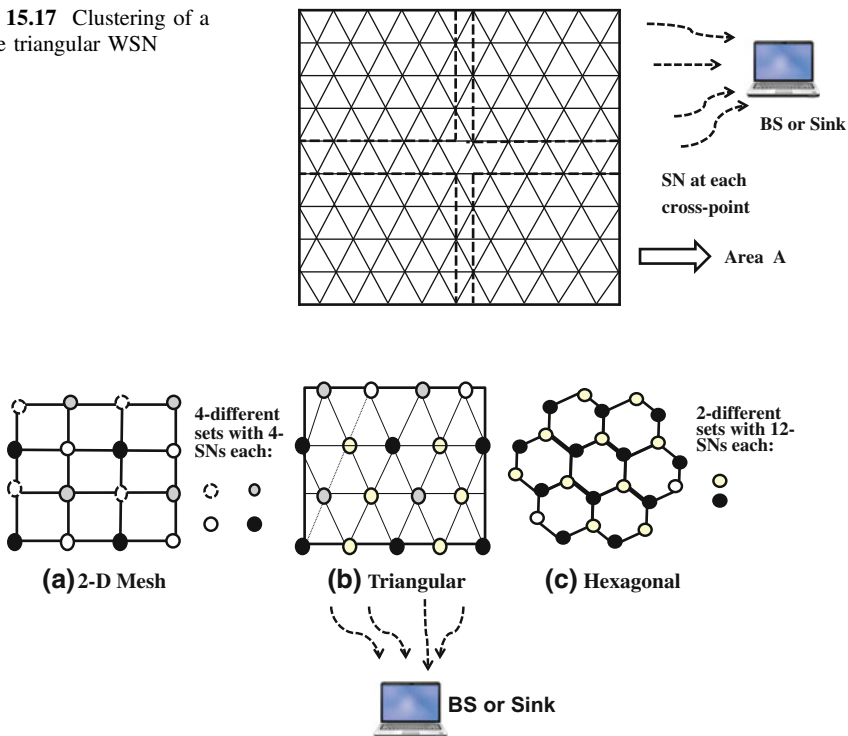 15.17 Clustering of a
triangular WSN
BS or Sink
SN at each
cross-point
Area A
4-different
sets with 4-
SNs each:
2-different
sets with 12-
SNs each:
(a) 2-D Mesh
(b) Triangular
(c) Hexagonal
BS or Sink